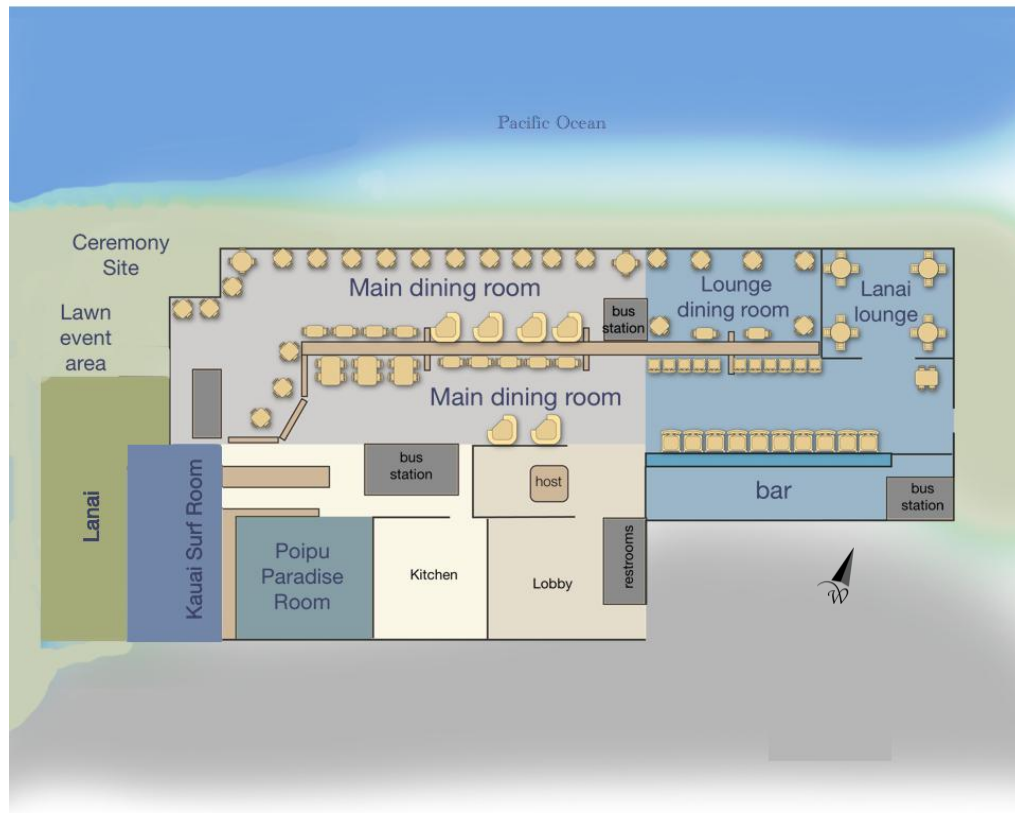 Pacific Ocean
Ceremony
Site
Main dining room
Lounge
dining room
Lanai
lounge
bus
station
Lawn
event
area
Main dining room
Lanai
Kauai Surf Room
bus
station
host
bar
bus
station
Poipu
Paradise
Room
Kitchen
Lobby
restrooms
W